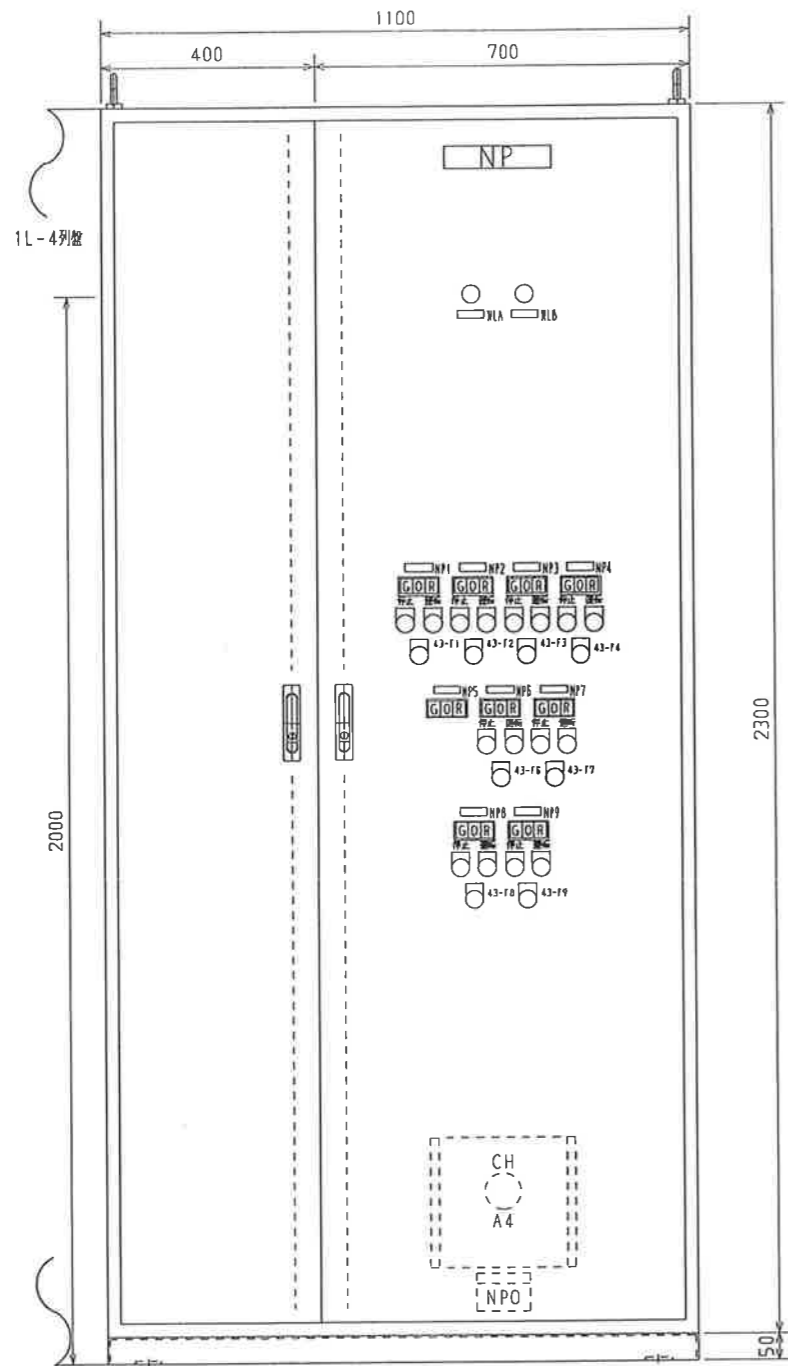 1100
400 700
NP
1L-4列盤
WLA WLB
NP1 NP2 NP3 NP4
GOR GOR GOR GOR
停止 運転 停止 運転 停止 運転 停止 運転
43-F1 43-F2 43-F3 43-F4
NP5 NP6 NP7
GOR GOR GOR
停止 運転 停止 運転
43-F6 43-F7
2300
2000
NP8 NP9
GOR GOR
停止 運転 停止 運転
43-F8 43-F9
CH
A4
NPO
50